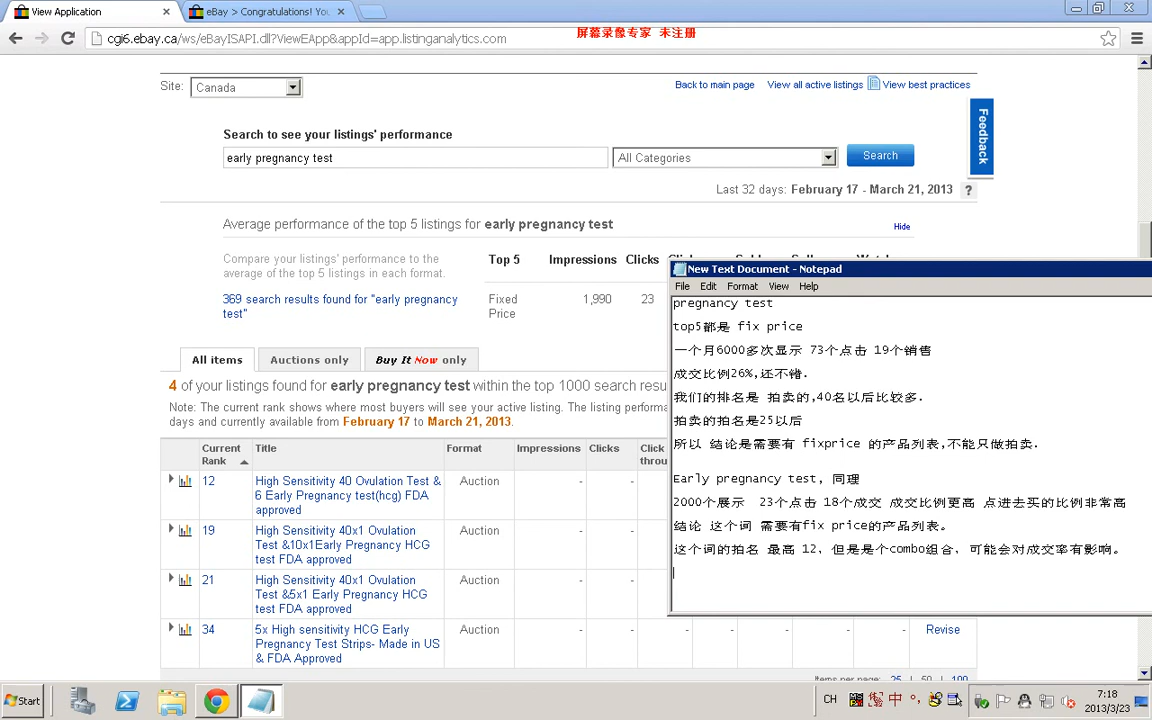 View Application
eBay > Congratulations! You
cgi6.ebay.ca/ws/eBayISAPI.dll?ViewEApp&appId=app.listinganalytics.com
屏幕录像专家 未注册
Site: Canada
Back to main page View all active listings View best practices
Feedback
Search to see your listings' performance
early pregnancy test All Categories Search
Last 32 days: February 17 - March 21, 2013 ?
Average performance of the top 5 listings for early pregnancy test
Hide
Compare your listings' performance to the
average of the top 5 listings in each format.
369 search results found for "early pregnancy
test"
Top 5 Impressions Clicks
Fixed
Price
1,990 23
All items Auctions only Buy It Now only
4 of your listings found for early pregnancy test within the top 1000 search resu
Note: The current rank shows where most buyers will see your active listing. The listing performa
days and currently available from February 17 to March 21, 2013.
Current
Rank
Title Format Impressions Clicks
Click
throu
12
High Sensitivity 40 Ovulation Test &
6 Early Pregnancy test(hcg) FDA
approved
Auction - -
19
High Sensitivity 40x1 Ovulation
Test &10x1Early Pregnancy HCG
test FDA approved
Auction - -
21
High Sensitivity 40x1 Ovulation
Test &5x1 Early Pregnancy HCG
test FDA approved
Auction - -
34
5x High sensitivity HCG Early
Pregnancy Test Strips- Made in US
& FDA Approved
Auction - - - - - - - Revise
Items per page: 25 | 50 | 100
New Text Document - Notepad
File Edit Format View Help
pregnancy test
top5都是 fix price
一个月6000多次显示 73个点击 19个销售
成交比例26%,还不错.
我们的排名是 拍卖的,40名以后比较多.
拍卖的拍名是25以后
所以 结论是需要有 fixprice 的产品列表,不能只做拍卖.
Early pregnancy test, 同理
2000个展示 23个点击 18个成交 成交比例更高 点进去买的比例非常高
结论 这个词 需要有fix price的产品列表。
这个词的拍名 最高 12, 但是是个combo组合, 可能会对成交率有影响。
Start
CH 中
7:18
2013/3/23